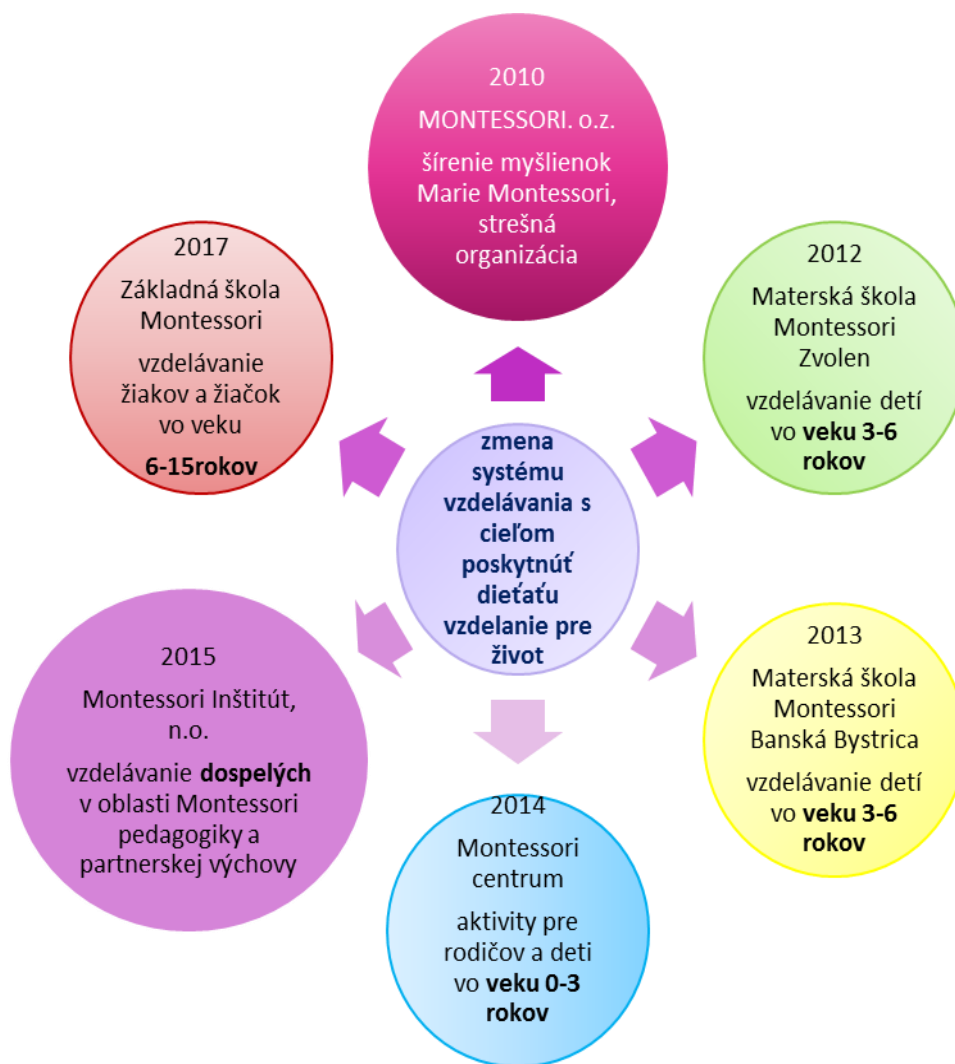 2010
MONTESSORI. o.z.
šírenie myšlienok
Marie Montessori,
strešná
organizácia
2012
Materská škola
Montessori
Zvolen
vzdelávanie detí
vo veku 3-6
rokov
2013
Materská škola
Montessori
Banská Bystrica
vzdelávanie detí
vo veku 3-6
rokov
2014
Montessori
centrum
aktivity pre
rodičov a deti
vo veku 0-3
rokov
2015
Montessori Inštitút,
n.o.
vzdelávanie dospelých
v oblasti Montessori
pedagogiky a
partnerskej výchovy
2017
Základná škola
Montessori
vzdelávanie
žiakov a žiačok
vo veku
6-15rokov
zmena
systému
vzdelávania s
cieľom
poskytnúť
dieťaťu
vzdelanie pre
život